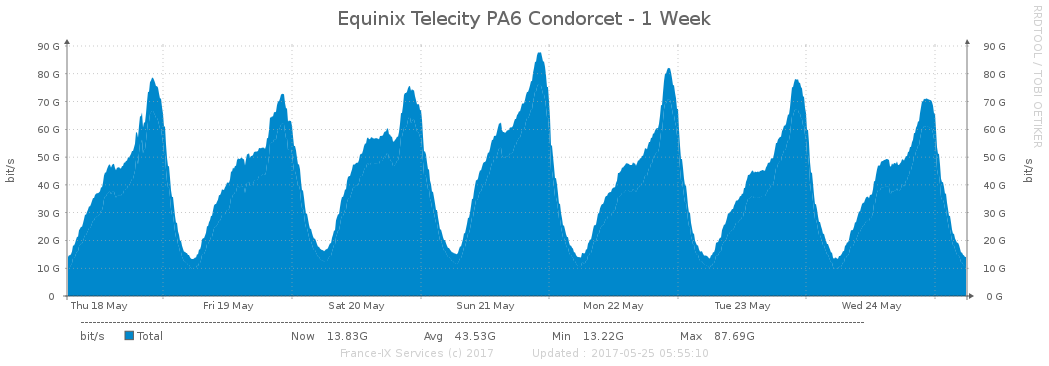 Equinix Telecity PA6 Condorcet - 1 Week
RRDTOOL / TOBI OETIKER
bit/s
90 G 90 G
80 G 80 G
70 G 70 G
60 G 60 G
50 G 50 G
40 G 40 G
30 G 30 G
20 G 20 G
10 G 10 G
0 0 G
bit/s
Thu 18 May Fri 19 May Sat 20 May Sun 21 May Mon 22 May Tue 23 May Wed 24 May
bit/s Total Now 13.83G Avg 43.53G Min 13.22G Max 87.69G
France-IX Services (c) 2017 Updated : 2017-05-25 05:55:10